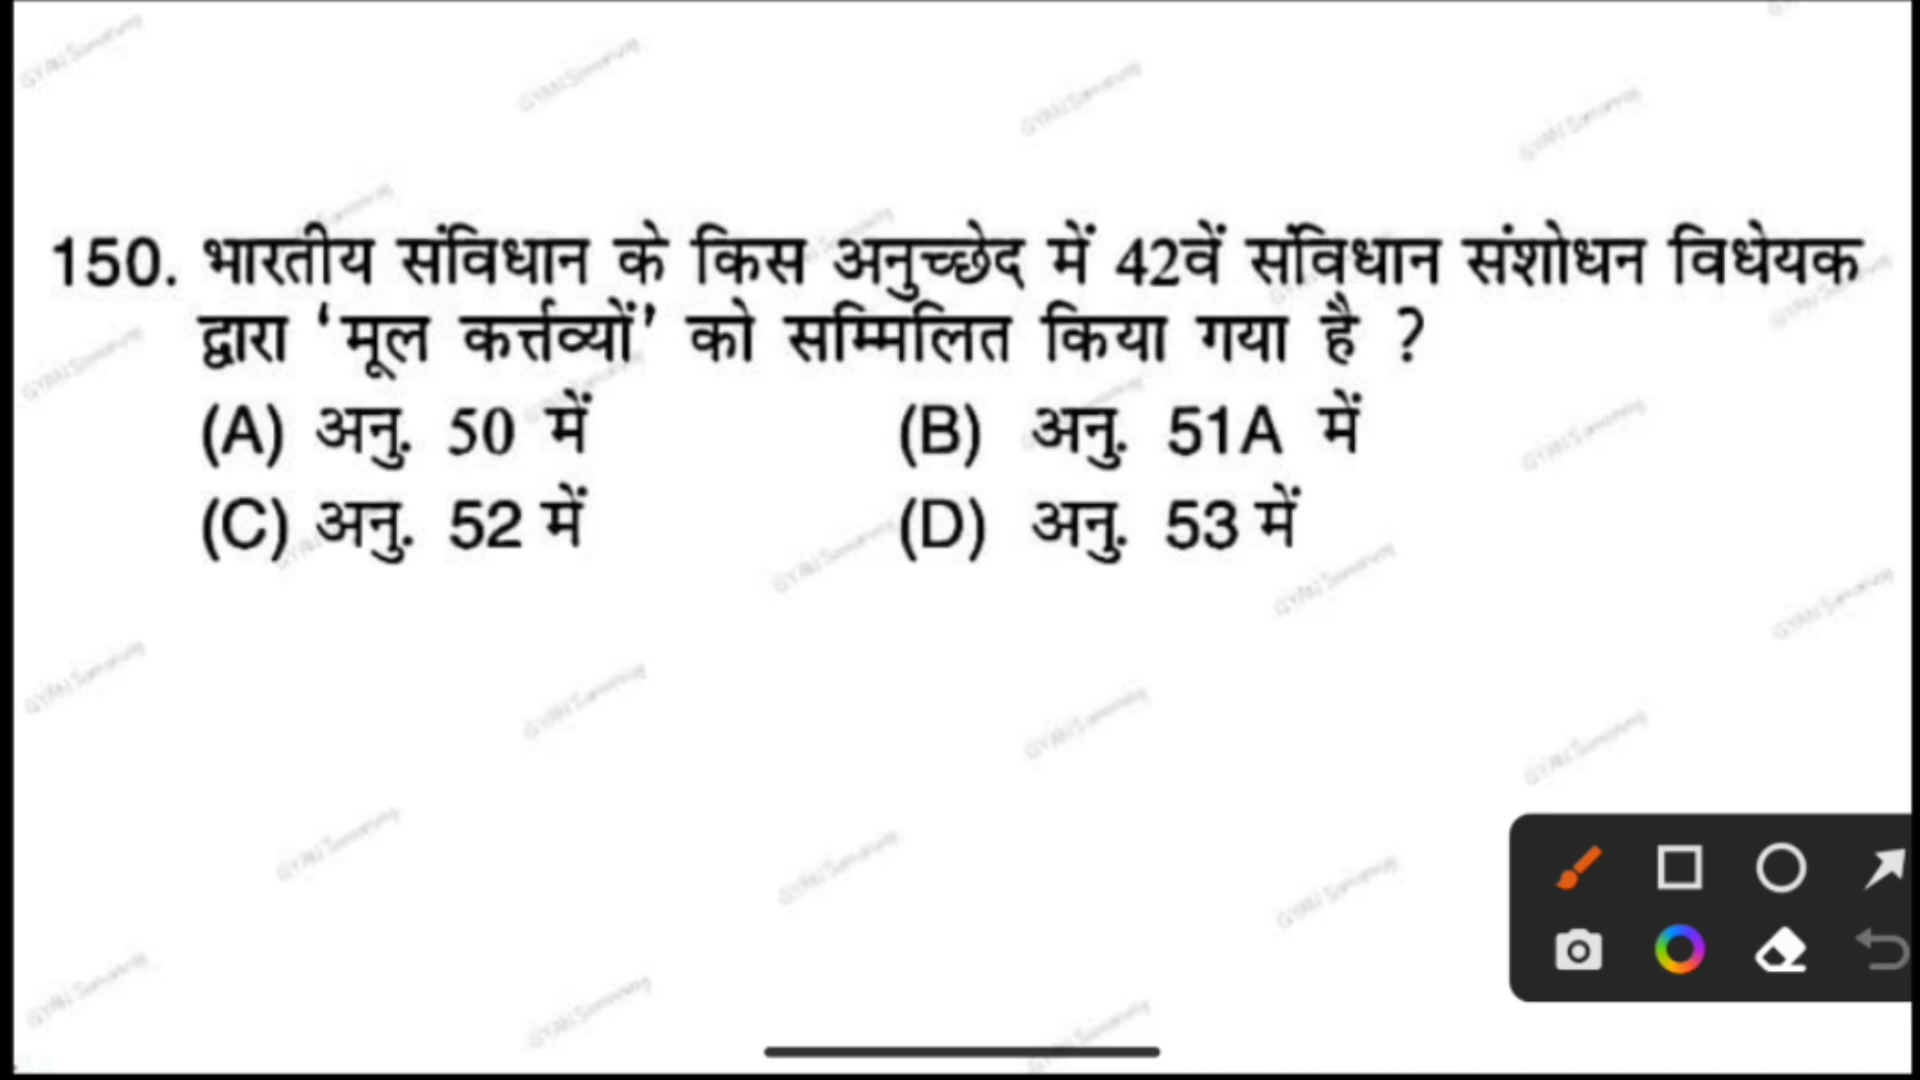 150. भारतीय संविधान के किस अनुच्छेद में 42वें संविधान संशोधन विधेयक
द्वारा ‘मूल कर्त्तव्यों’ को सम्मिलित किया गया है ?
(A) अनु. 50 में (B) अनु. 51A में
(C) अनु. 52 में (D) अनु. 53 में